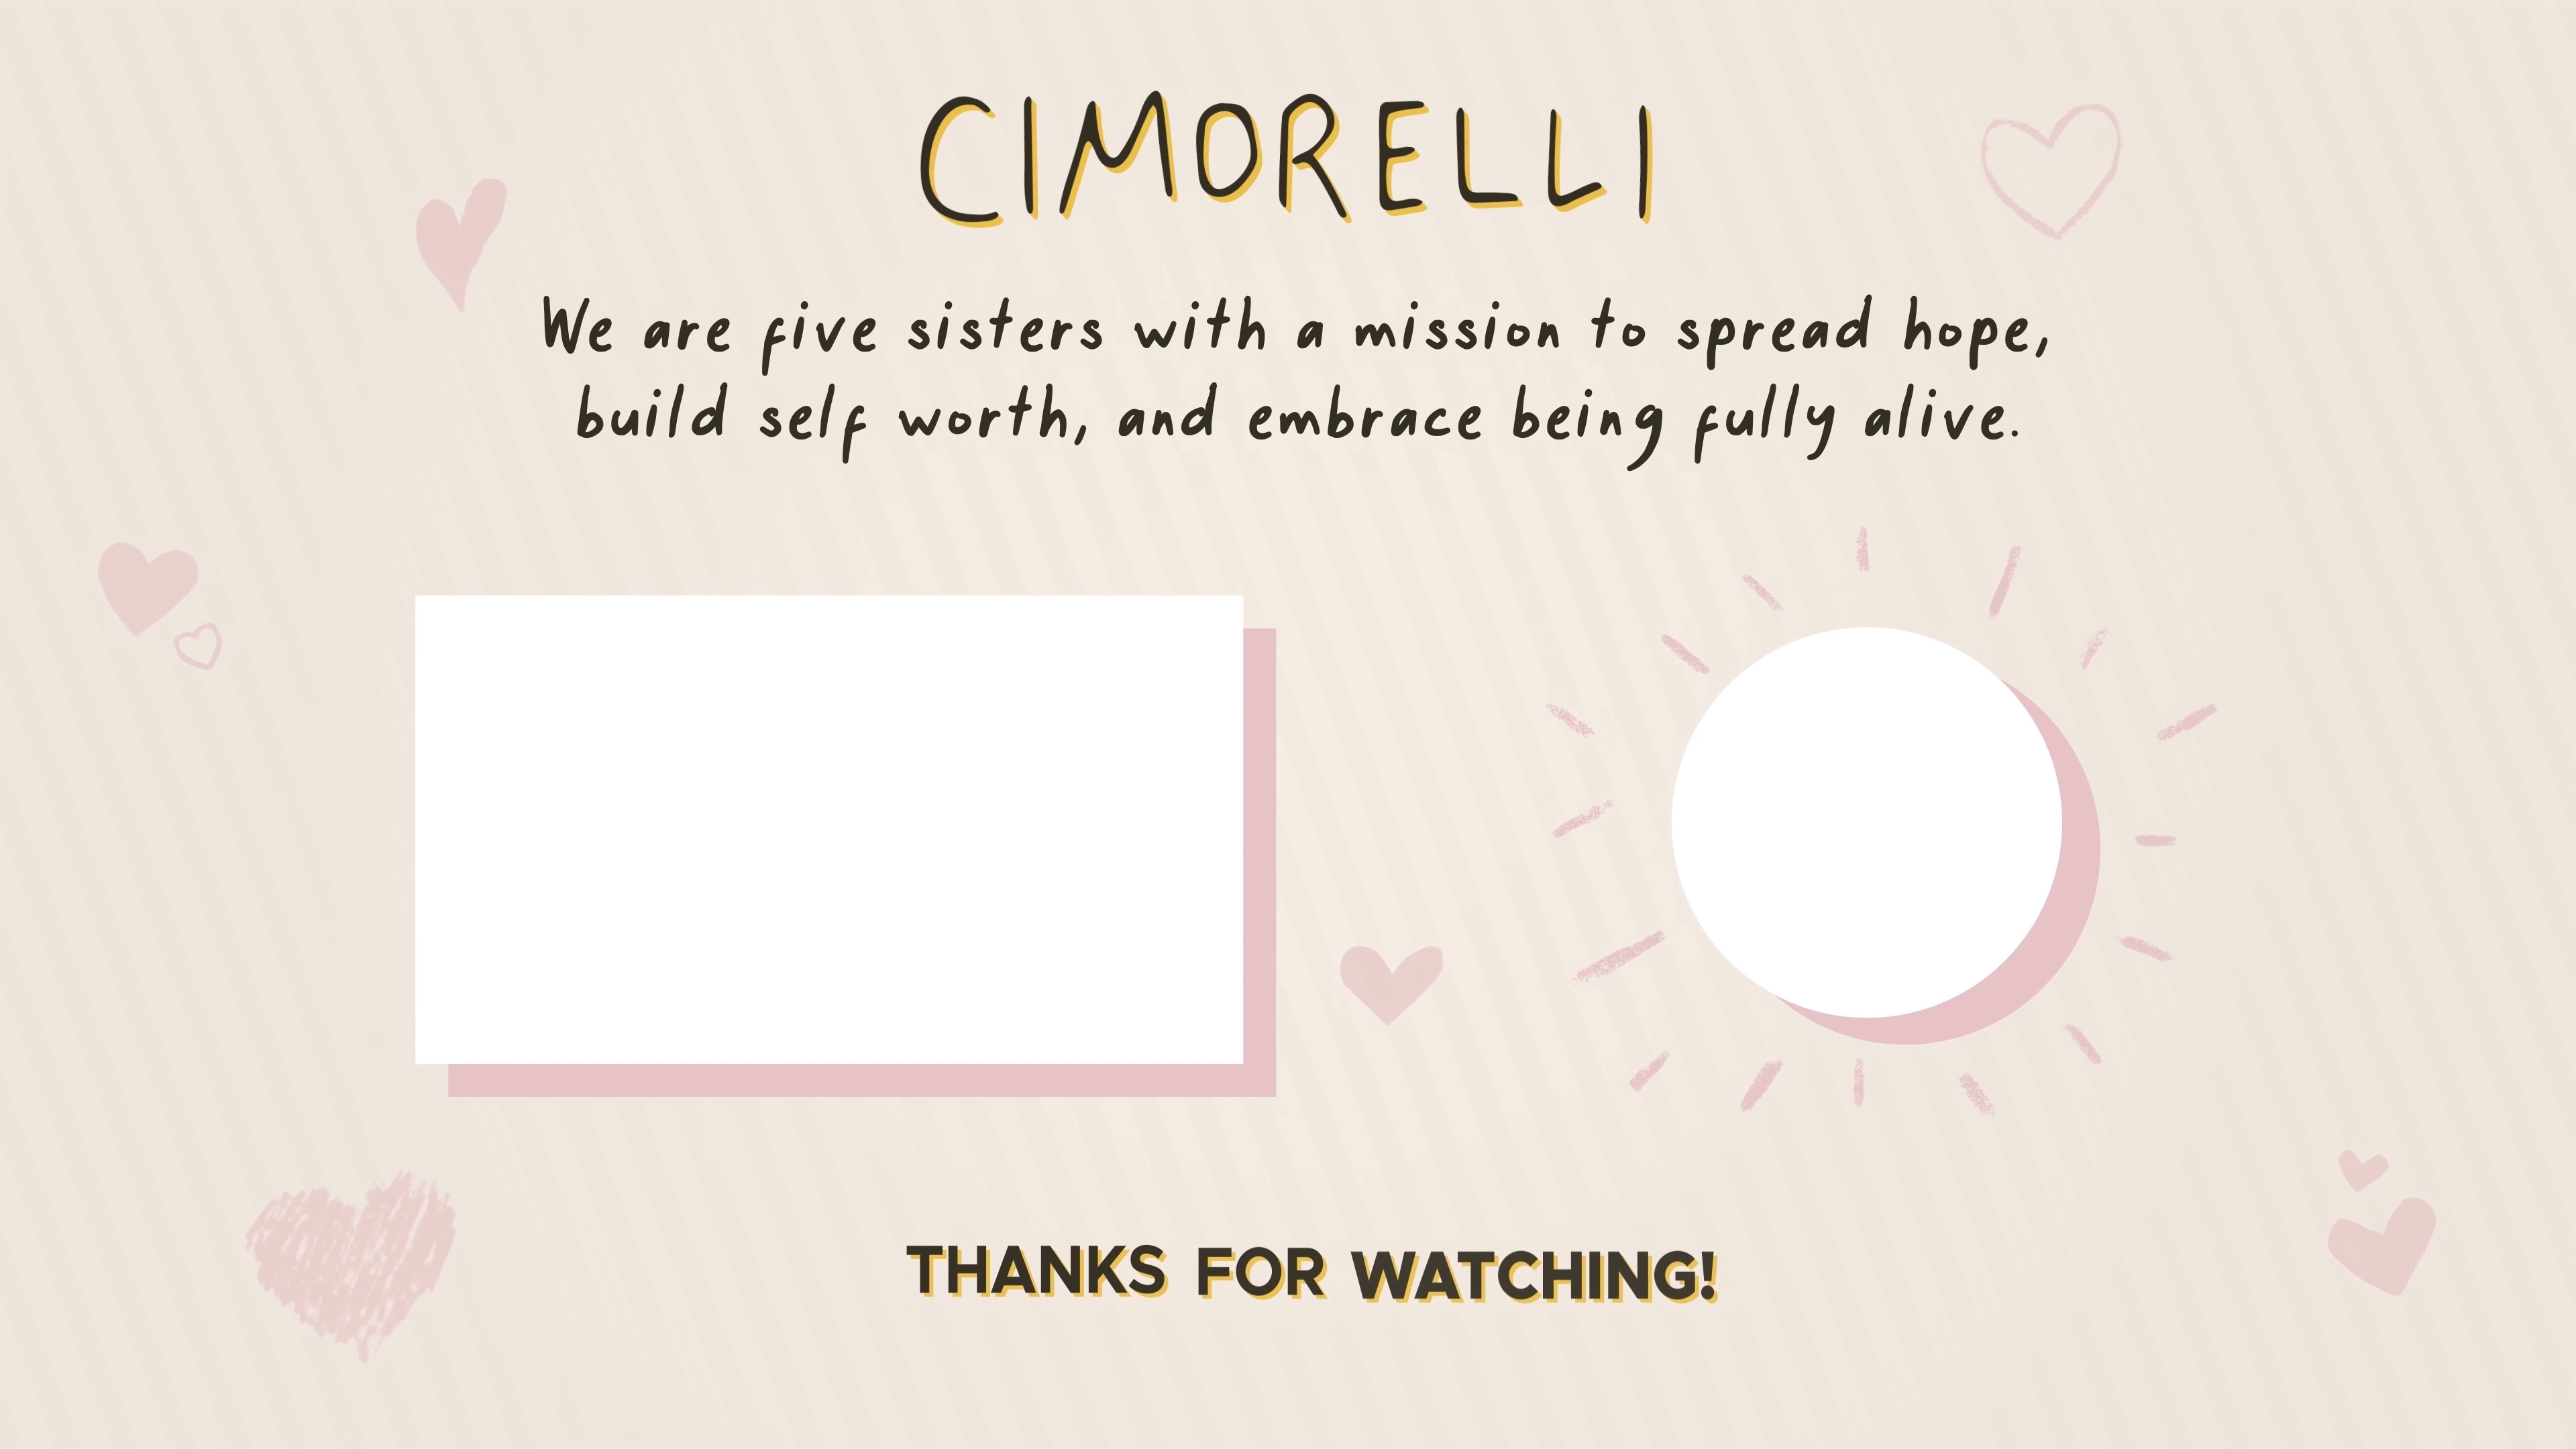 CIMORELLI
We are five sisters with a mission to spread hope,
build self worth, and embrace being fully alive.
THANKS FOR WATCHING!